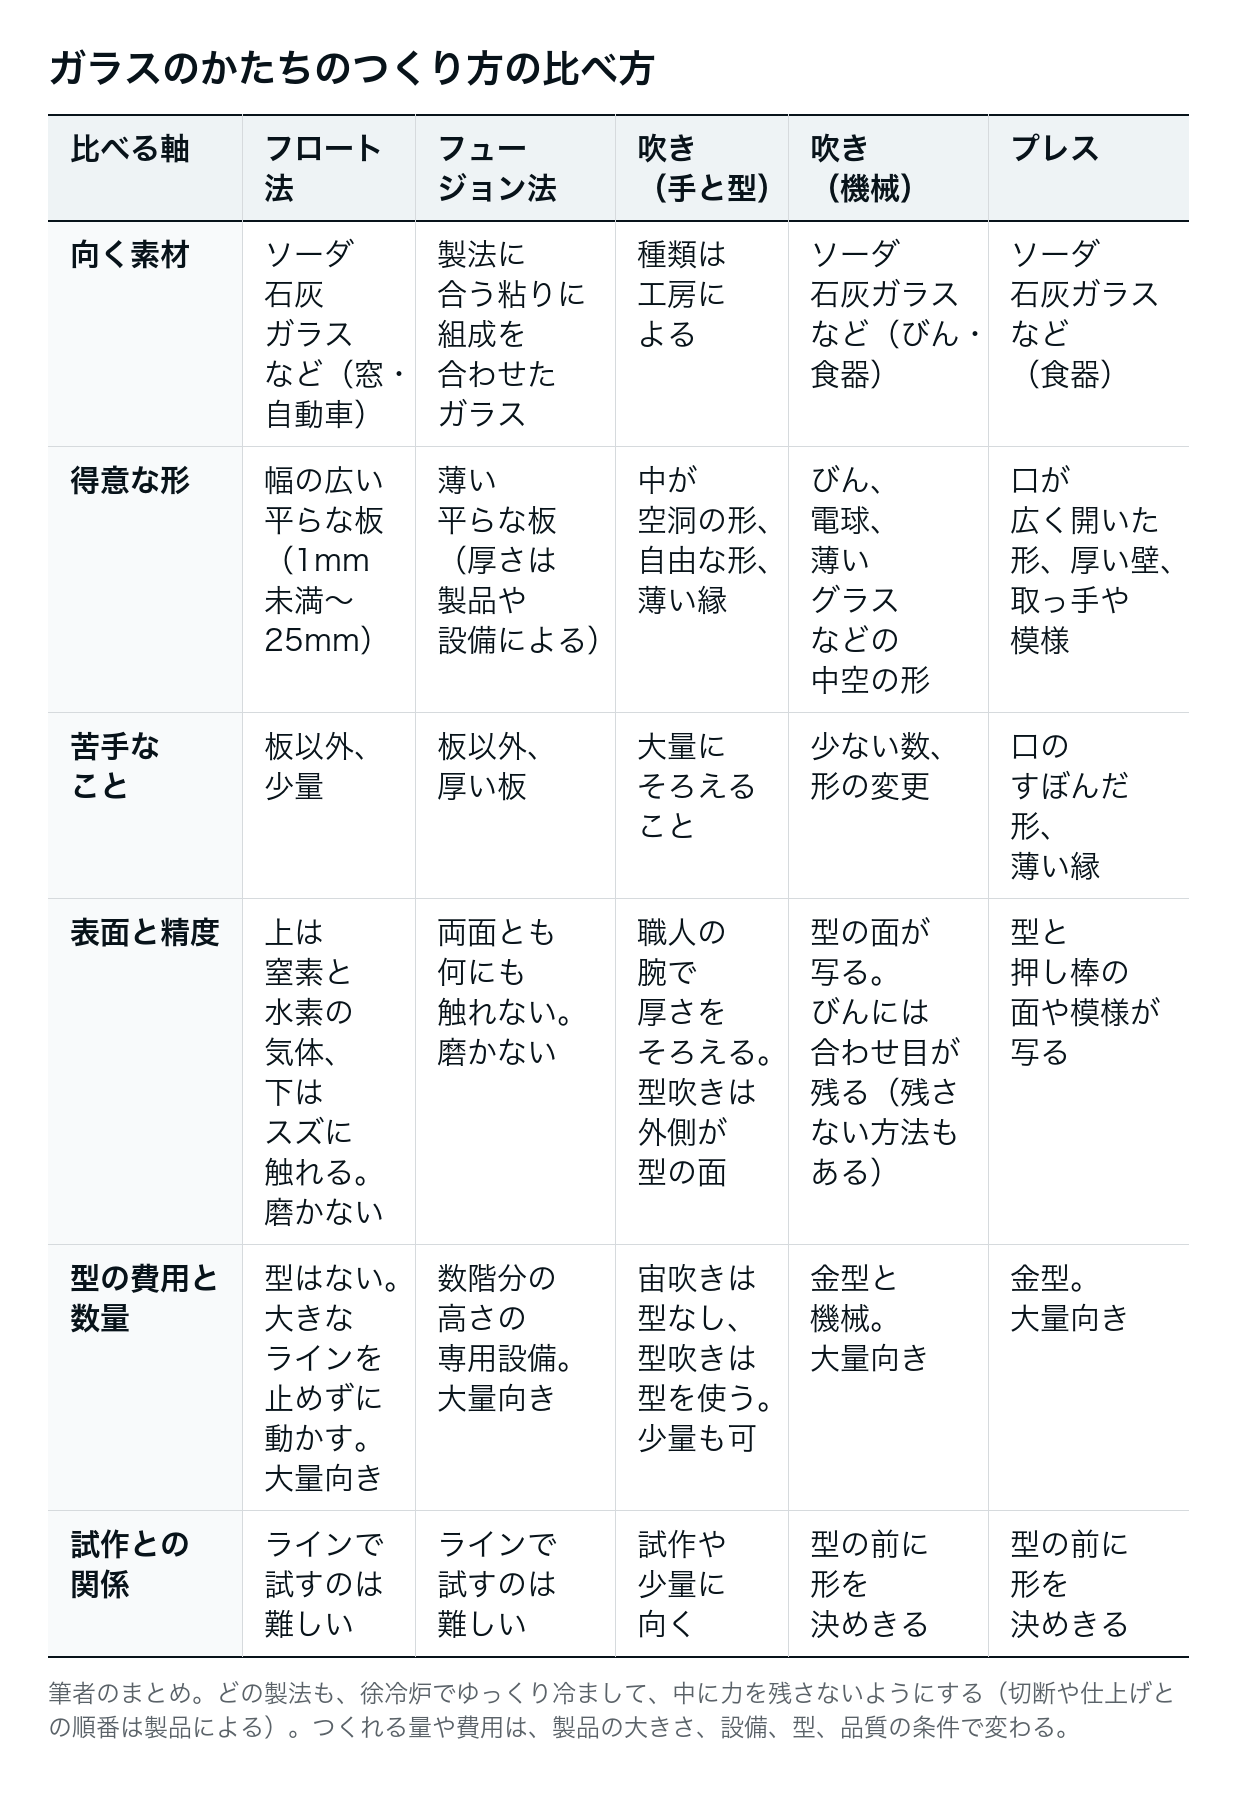 ガラスのかたちのつくり方の比べ方
比べる軸
フロート
法
フュー
ジョン法
吹き
（手と型）
吹き
（機械）
プレス
向く素材
ソーダ
石灰
ガラス
など（窓・
自動車）
製法に
合う粘りに
組成を
合わせた
ガラス
種類は
工房に
よる
ソーダ
石灰ガラス
など（びん・
食器）
ソーダ
石灰ガラス
など
（食器）
得意な形
幅の広い
平らな板
（1mm
未満〜
25mm）
薄い
平らな板
（厚さは
製品や
設備による）
中が
空洞の形、
自由な形、
薄い縁
びん、
電球、
薄い
グラス
などの
中空の形
口が
広く開いた
形、厚い壁、
取っ手や
模様
苦手な
こと
板以外、
少量
板以外、
厚い板
大量に
そろえる
こと
少ない数、
形の変更
口の
すぼんだ
形、
薄い縁
表面と精度
上は
窒素と
水素の
気体、
下は
スズに
触れる。
磨かない
両面とも
何にも
触れない。
磨かない
職人の
腕で
厚さを
そろえる。
型吹きは
外側が
型の面
型の面が
写る。
びんには
合わせ目が
残る（残さ
ない方法も
ある）
型と
押し棒の
面や模様が
写る
型の費用と
数量
型はない。
大きな
ラインを
止めずに
動かす。
大量向き
数階分の
高さの
専用設備。
大量向き
宙吹きは
型なし、
型吹きは
型を使う。
少量も可
金型と
機械。
大量向き
金型。
大量向き
試作との
関係
ラインで
試すのは
難しい
ラインで
試すのは
難しい
試作や
少量に
向く
型の前に
形を
決めきる
型の前に
形を
決めきる
筆者のまとめ。どの製法も、徐冷炉でゆっくり冷まして、中に力を残さないようにする（切断や仕上げと
の順番は製品による）。つくれる量や費用は、製品の大きさ、設備、型、品質の条件で変わる。